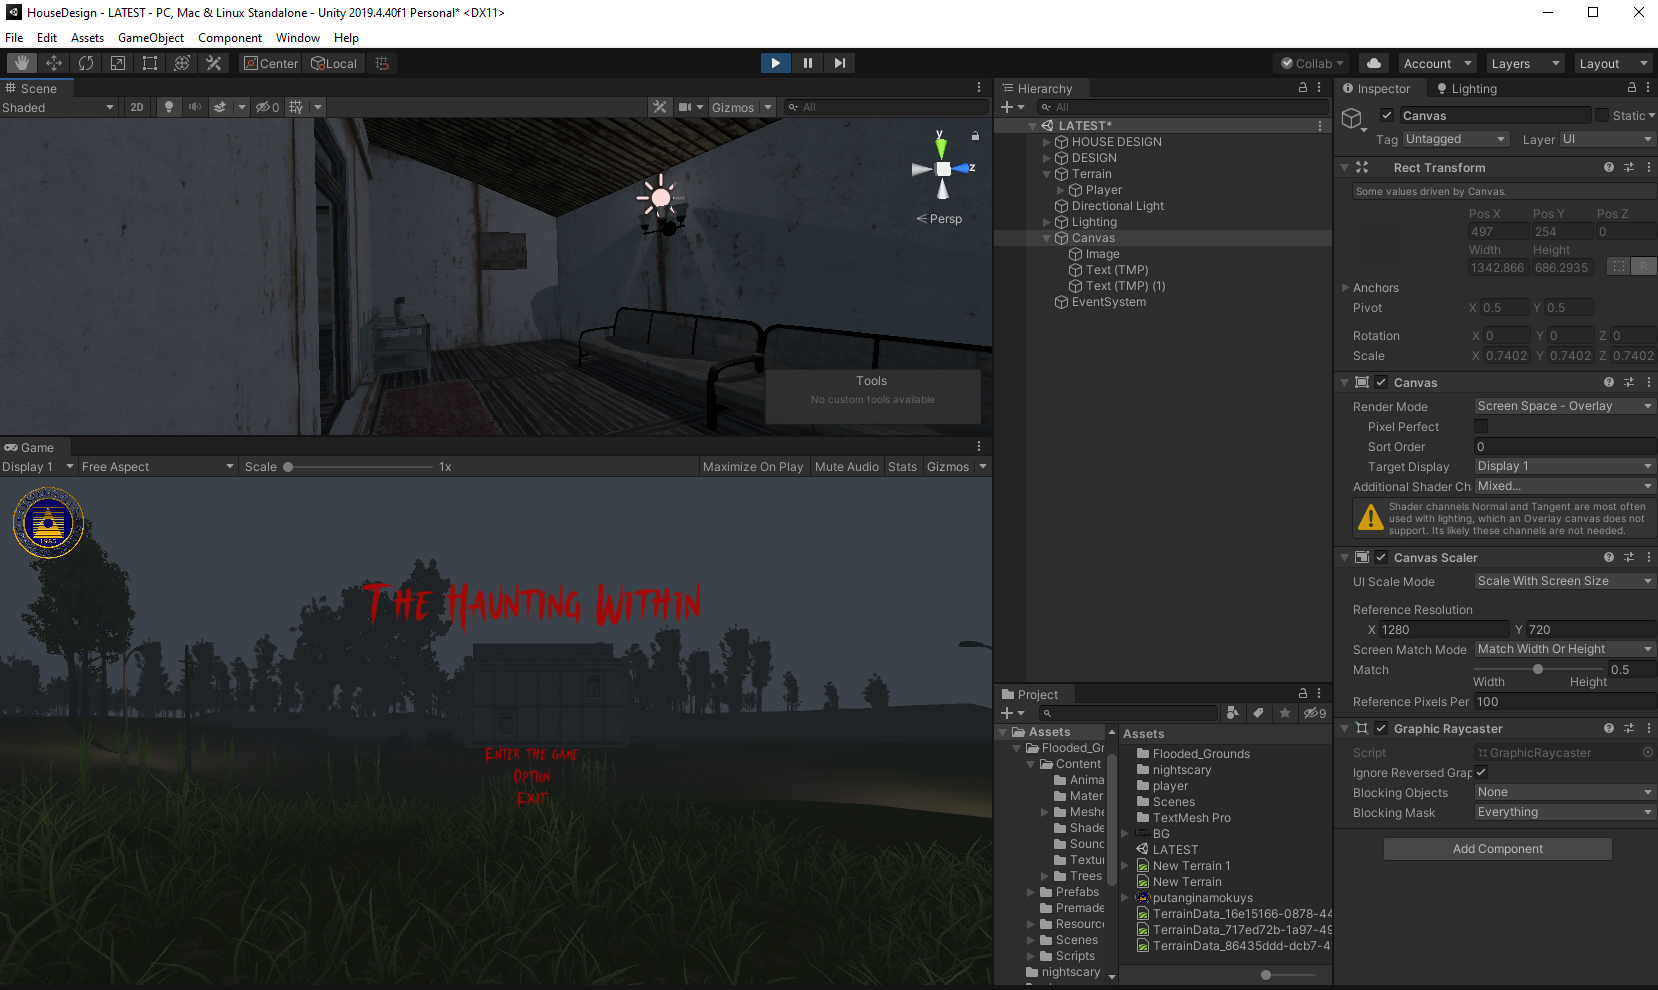 HouseDesign - LATEST - PC, Mac & Linux Standalone - Unity 2019.4.40f1 Personal* <DX11>
File Edit Assets GameObject Component Window Help
Center Local Collab Account Layers Layout
Scene
Shaded 2D 0 Gizmos All
y
z
Persp
Tools
No custom tools available
Game
Display 1 Free Aspect Scale 1x Maximize On Play Mute Audio Stats Gizmos
1985
The Haunting Within
Enter the game
Option
Exit
Hierarchy
All
LATEST*
HOUSE DESIGN
DESIGN
Terrain
Player
Directional Light
Lighting
Canvas
Image
Text (TMP)
Text (TMP) (1)
EventSystem
Project
9
Assets
Flooded_Gr
Content
Anima
Mater
Meshe
Shade
Sound
Textur
Trees
Prefabs
Premade
Resource
Scenes
Scripts
nightscary
Assets
Flooded_Grounds
nightscary
player
Scenes
TextMesh Pro
BG
LATEST
New Terrain 1
New Terrain
putanginamokuys
TerrainData_16e15166-0878-44
TerrainData_717ed72b-1a97-49
TerrainData_86435ddd-dcb7-4
Inspector Lighting
Canvas Static
Tag Untagged Layer UI
Rect Transform
Some values driven by Canvas.
Pos X Pos Y Pos Z
497 254 0
Width Height
1342.866 686.2935 R
Anchors
Pivot X 0.5 Y 0.5
Rotation X 0 Y 0 Z 0
Scale X 0.7402 Y 0.7402 Z 0.7402
Canvas
Render Mode Screen Space - Overlay
Pixel Perfect
Sort Order 0
Target Display Display 1
Additional Shader Ch Mixed...
Shader channels Normal and Tangent are most often
used with lighting, which an Overlay canvas does not
support. Its likely these channels are not needed.
Canvas Scaler
UI Scale Mode Scale With Screen Size
Reference Resolution
X 1280 Y 720
Screen Match Mode Match Width Or Height
Match 0.5
Width Height
Reference Pixels Per 100
Graphic Raycaster
Script GraphicRaycaster
Ignore Reversed Grap
Blocking Objects None
Blocking Mask Everything
Add Component